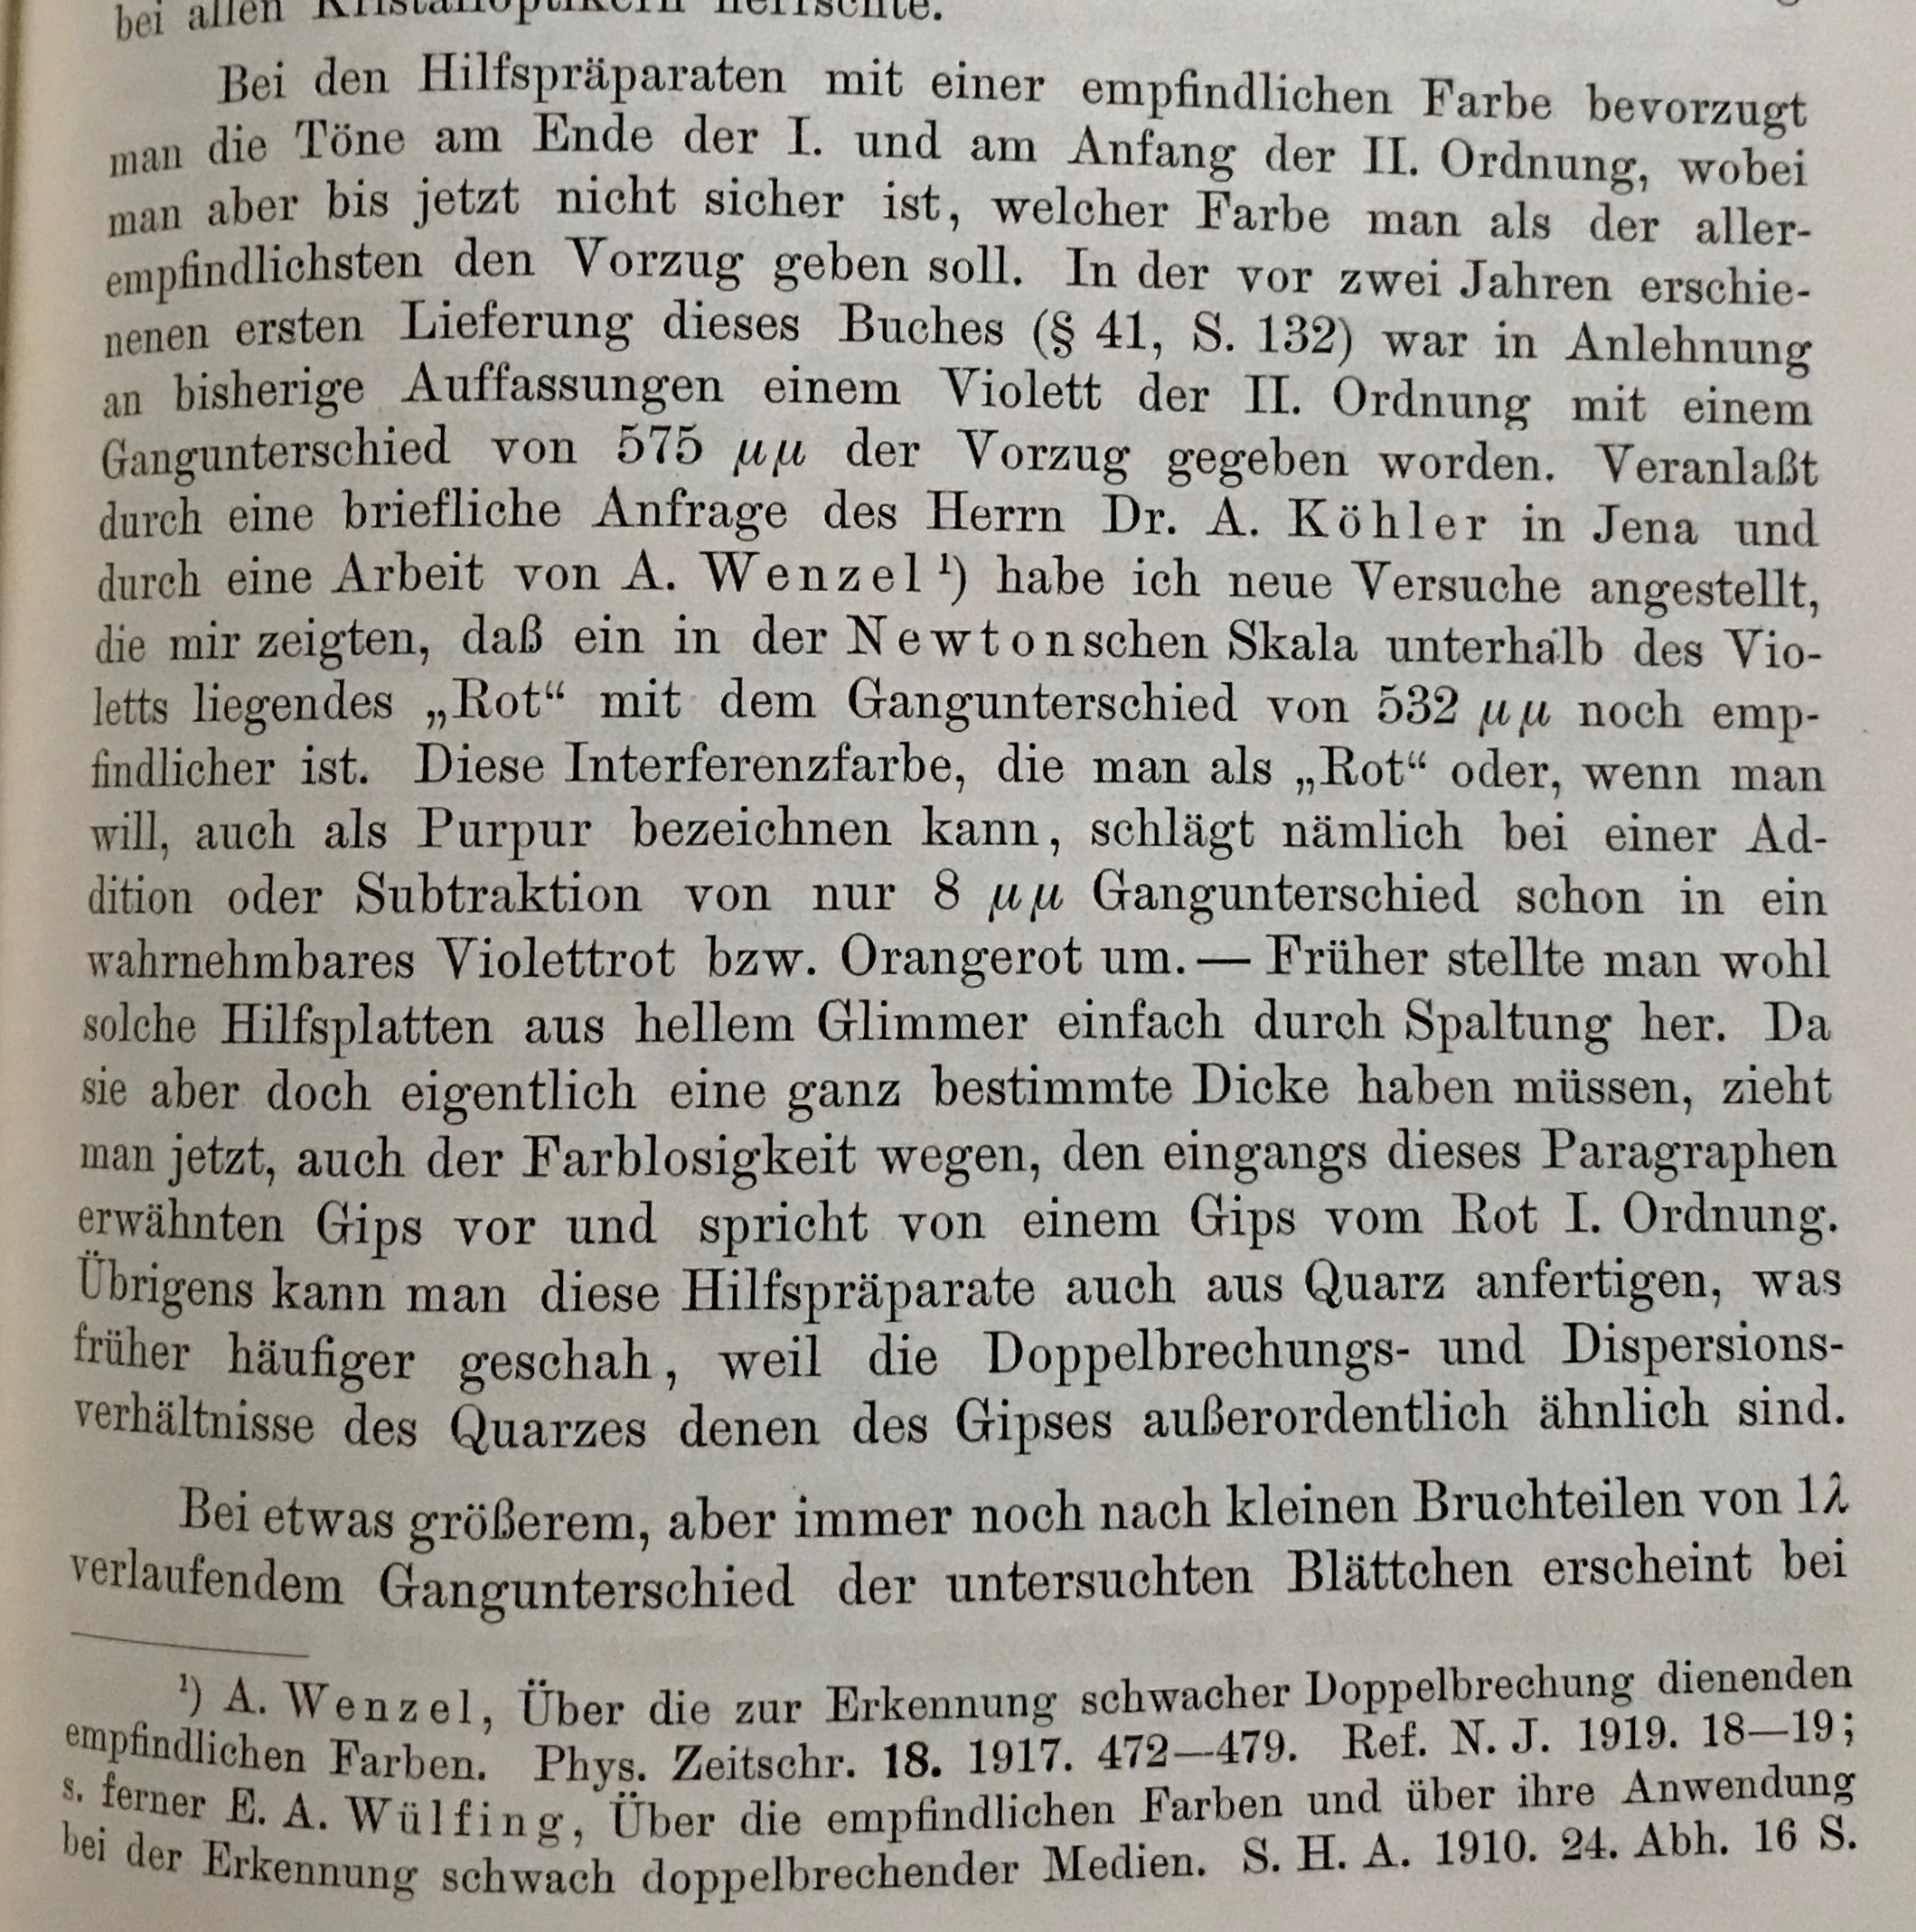 bei allen Kristalloptikern herrschte.
Bei den Hilfspräparaten mit einer empfindlichen Farbe bevorzugt
man die Töne am Ende der I. und am Anfang der II. Ordnung, wobei
man aber bis jetzt nicht sicher ist, welcher Farbe man als der aller-
empfindlichsten den Vorzug geben soll. In der vor zwei Jahren erschie-
nenen ersten Lieferung dieses Buches (§ 41, S. 132) war in Anlehnung
an bisherige Auffassungen einem Violett der II. Ordnung mit einem
Gangunterschied von 575 μμ der Vorzug gegeben worden. Veranlaßt
durch eine briefliche Anfrage des Herrn Dr. A. Köhler in Jena und
durch eine Arbeit von A. Wenzel¹) habe ich neue Versuche angestellt,
die mir zeigten, daß ein in der Newtonschen Skala unterhalb des Vio-
letts liegendes „Rot“ mit dem Gangunterschied von 532 μμ noch emp-
findlicher ist. Diese Interferenzfarbe, die man als „Rot“ oder, wenn man
will, auch als Purpur bezeichnen kann, schlägt nämlich bei einer Ad-
dition oder Subtraktion von nur 8 μμ Gangunterschied schon in ein
wahrnehmbares Violettrot bzw. Orangerot um. — Früher stellte man wohl
solche Hilfsplatten aus hellem Glimmer einfach durch Spaltung her. Da
sie aber doch eigentlich eine ganz bestimmte Dicke haben müssen, zieht
man jetzt, auch der Farblosigkeit wegen, den eingangs dieses Paragraphen
erwähnten Gips vor und spricht von einem Gips vom Rot I. Ordnung.
Übrigens kann man diese Hilfspräparate auch aus Quarz anfertigen, was
früher häufiger geschah, weil die Doppelbrechungs- und Dispersions-
verhältnisse des Quarzes denen des Gipses außerordentlich ähnlich sind.
Bei etwas größerem, aber immer noch nach kleinen Bruchteilen von 1λ
verlaufendem Gangunterschied der untersuchten Blättchen erscheint bei
¹) A. Wenzel, Über die zur Erkennung schwacher Doppelbrechung dienenden
empfindlichen Farben. Phys. Zeitschr. 18. 1917. 472—479. Ref. N. J. 1919. 18—19;
s. ferner E. A. Wülfing, Über die empfindlichen Farben und über ihre Anwendung
bei der Erkennung schwach doppelbrechender Medien. S. H. A. 1910. 24. Abh. 16 S.